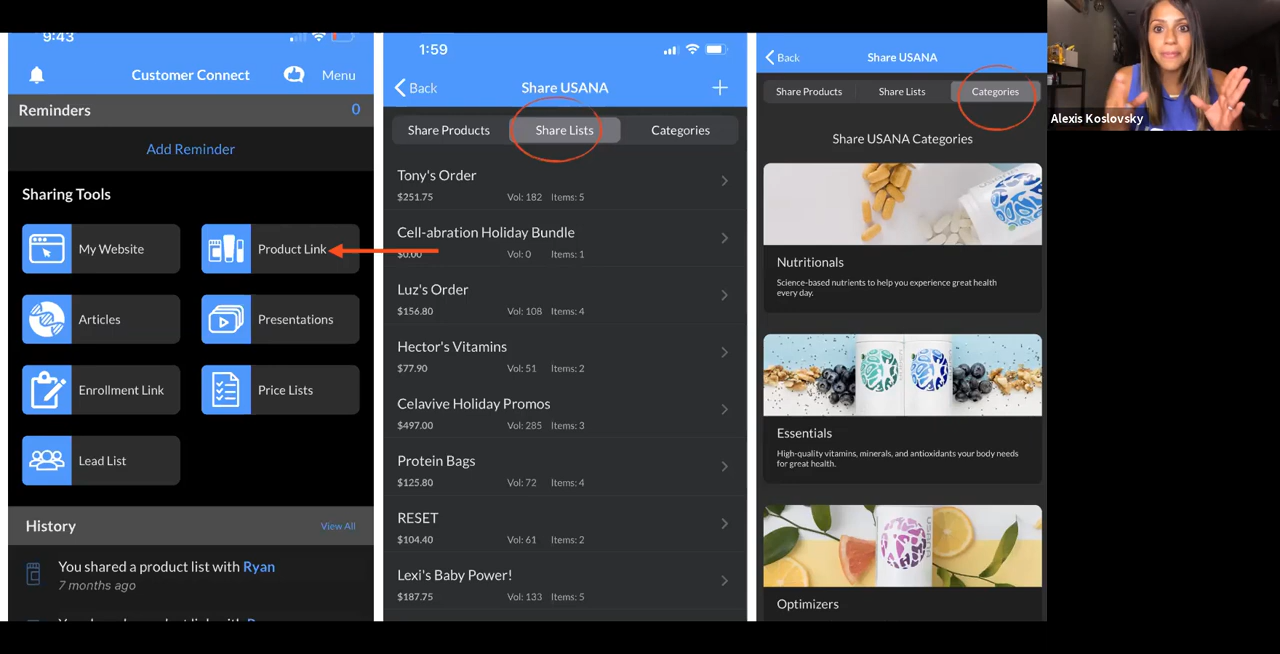 9:43
Customer Connect
Menu
Reminders
0
Add Reminder
Sharing Tools
My Website
Product Link
Articles
Presentations
Enrollment Link
Price Lists
Lead List
History
View All
You shared a product list with Ryan
7 months ago
1:59
Back
Share USANA
Share Products
Share Lists
Categories
Tony's Order
$251.75 Vol: 182 Items: 5
Cell-abration Holiday Bundle
$0.00 Vol: 0 Items: 1
Luz's Order
$156.80 Vol: 108 Items: 4
Hector's Vitamins
$77.90 Vol: 51 Items: 2
Celavive Holiday Promos
$497.00 Vol: 285 Items: 3
Protein Bags
$125.80 Vol: 72 Items: 4
RESET
$104.40 Vol: 61 Items: 2
Lexi's Baby Power!
$187.75 Vol: 133 Items: 5
Back
Share USANA
Share Products
Share Lists
Categories
Share USANA Categories
Nutritionals
Science-based nutrients to help you experience great health
every day.
Essentials
High-quality vitamins, minerals, and antioxidants your body needs
for great health.
USANA
Optimizers
Alexis Koslovsky